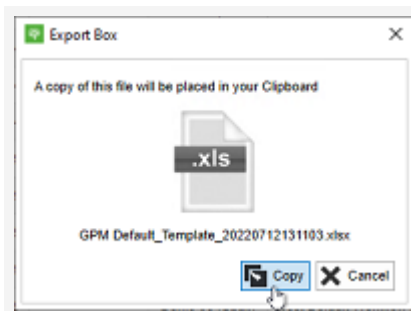 Export Box
A copy of this file will be placed in your Clipboard
.xls
GPM Default_Template_20220712131103.xlsx
Copy
Cancel